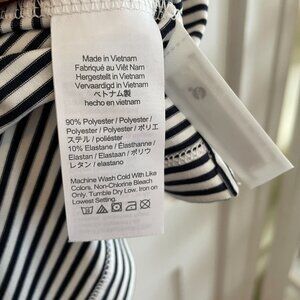 Made in Vietnam
Fabriqué au Viêt Nam
Hergestellt in Vietnam
Vervaardigd in Vietnam
ベトナム製
hecho en vietnam
90% Polyester / Polyester /
Polyester / Polyester / ポリエ
ステル / poliéster
10% Elastane / Élasthanne /
Elastan / Elastaan / ポリウ
レタン / elastano
Machine Wash Cold With Like
Colors, Non-Chlorine Bleach
Only, Tumble Dry Low, Iron on
Lowest Setting.